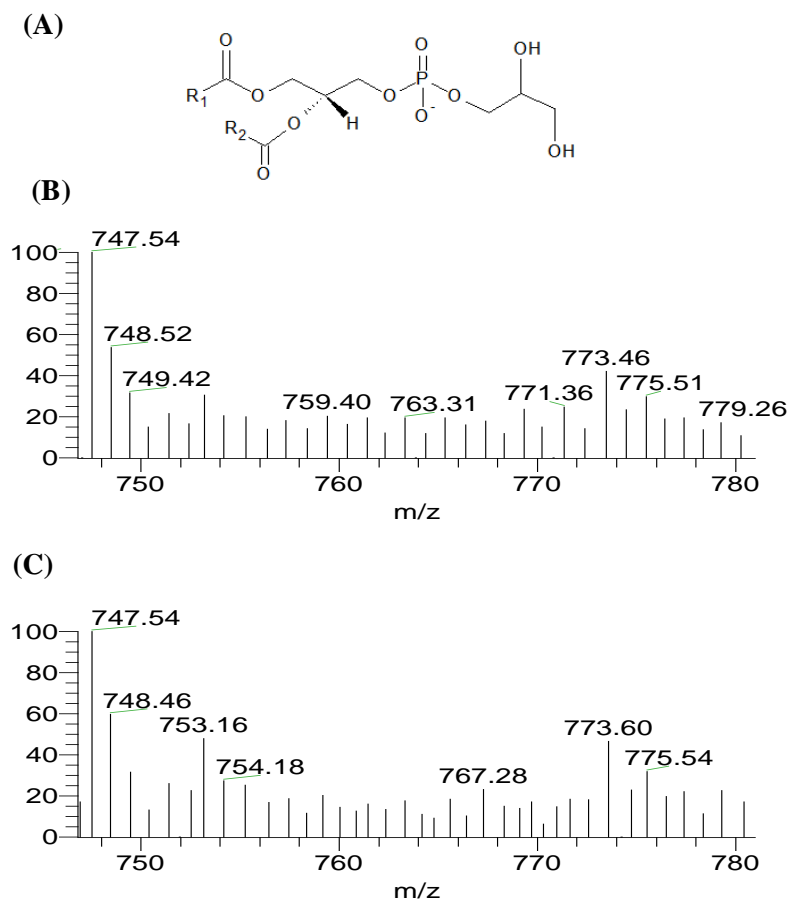 (A)
O
R1
O
O
P
O
O-
O
OH
OH
R2
O
H
O
(B)
747.54
100
80
60
40
20
0
748.52
749.42
759.40
763.31
771.36
773.46
775.51
779.26
750
760
770
780
m/z
(C)
747.54
100
80
60
40
20
0
748.46
753.16
754.18
767.28
773.60
775.54
750
760
770
780
m/z